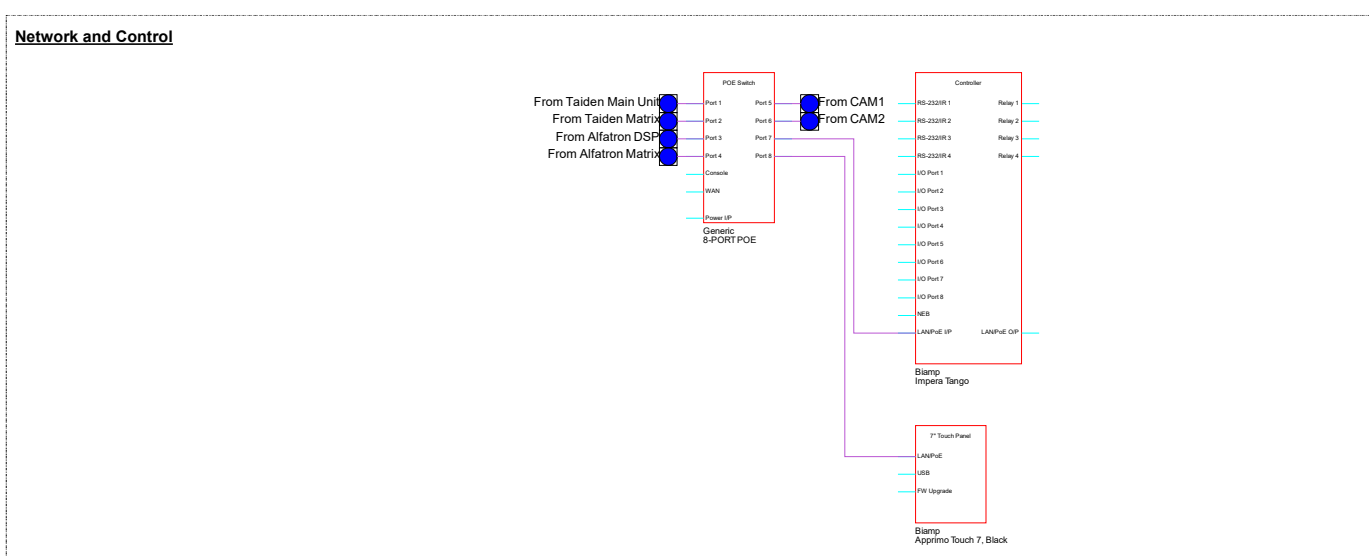 Network and Control
POE Switch
From Taiden Main Unit
From Taiden Matrix
From Alfatron DSP
From Alfatron Matrix
Port 1
Port 2
Port 3
Port 4
Console
WAN
Power I/P
Port 5
Port 6
Port 7
Port 8
From CAM1
From CAM2
Generic
8-PORT POE
Controller
RS-232/IR 1
RS-232/IR 2
RS-232/IR 3
RS-232/IR 4
I/O Port 1
I/O Port 2
I/O Port 3
I/O Port 4
I/O Port 5
I/O Port 6
I/O Port 7
I/O Port 8
NEB
LAN/PoE I/P
Relay 1
Relay 2
Relay 3
Relay 4
LAN/PoE O/P
Biamp
Impera Tango
7" Touch Panel
LAN/PoE
USB
FW Upgrade
Biamp
Apprimo Touch 7, Black